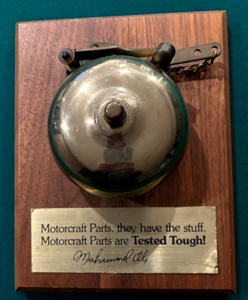 Motorcraft Parts, they have the stuff.
Motorcraft Parts are Tested Tough!
Muhammad Ali